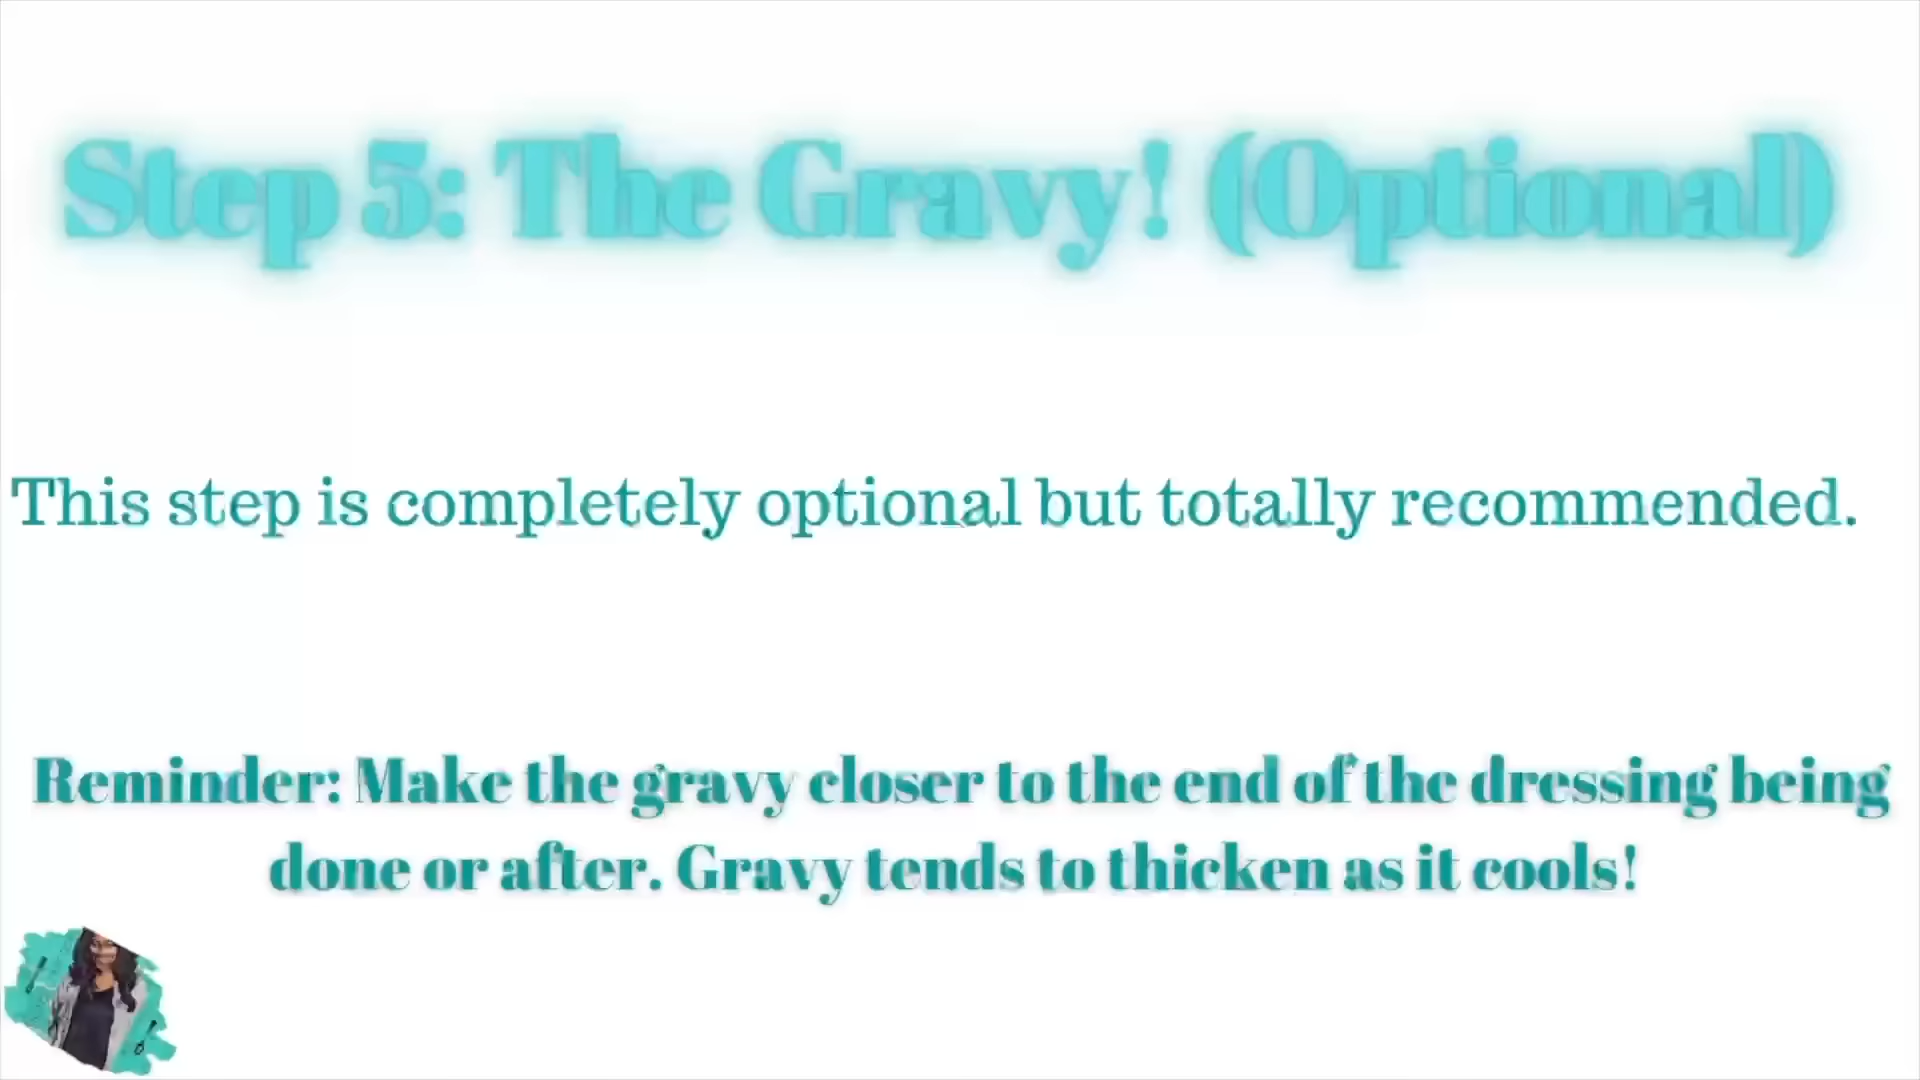 Step 5: The Gravy! (Optional)
This step is completely optional but totally recommended.
Reminder: Make the gravy closer to the end of the dressing being
done or after. Gravy tends to thicken as it cools!